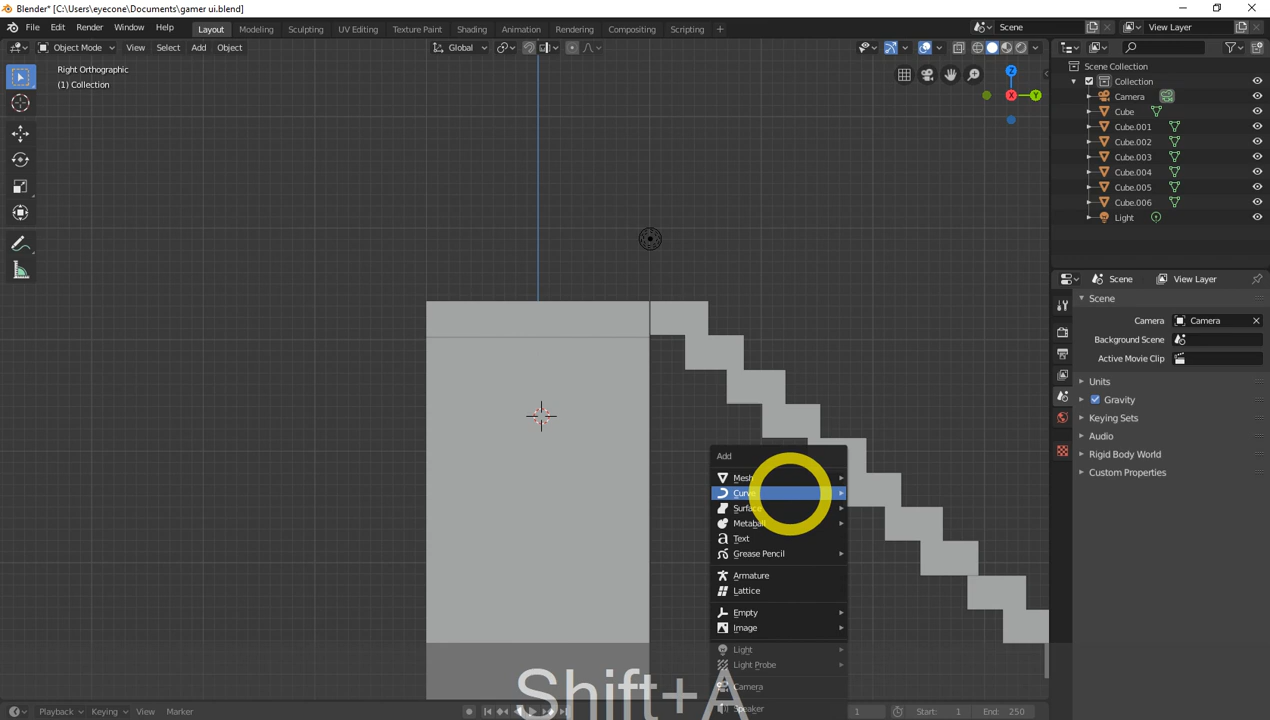 Blender* [C:\Users\eyecone\Documents\gamer ui.blend]
File Edit Render Window Help Layout Modeling Sculpting UV Editing Texture Paint Shading Animation Rendering Compositing Scripting + Scene View Layer
Object Mode View Select Add Object Global
Right Orthographic
(1) Collection
Z
X
Y
Scene Collection
Collection
Camera
Cube
Cube.001
Cube.002
Cube.003
Cube.004
Cube.005
Cube.006
Light
Scene View Layer
Scene
Camera Camera
Background Scene
Active Movie Clip
Units
Gravity
Keying Sets
Audio
Rigid Body World
Custom Properties
Add
Mesh
Curve
Surface
Metaball
Text
Grease Pencil
Armature
Lattice
Empty
Image
Light
Light Probe
Camera
Speaker
Shift+A
Playback Keying View Marker 1 Start: 1 End: 250